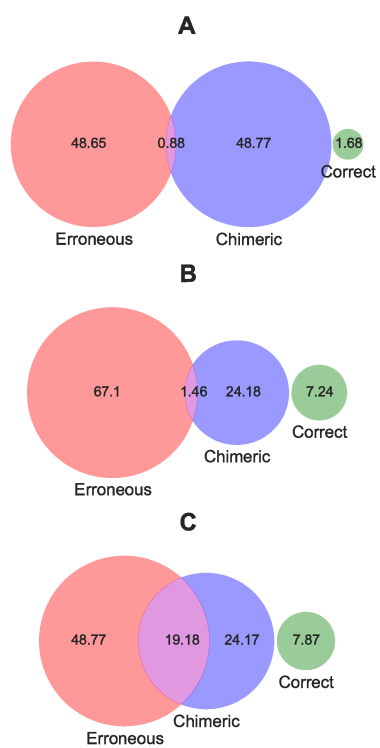 A
48.65 0.88 48.77 1.68
Correct
Erroneous Chimeric
B
67.1 1.46 24.18 7.24
Correct
Chimeric
Erroneous
C
48.77 19.18 24.17 7.87
Correct
Chimeric
Erroneous